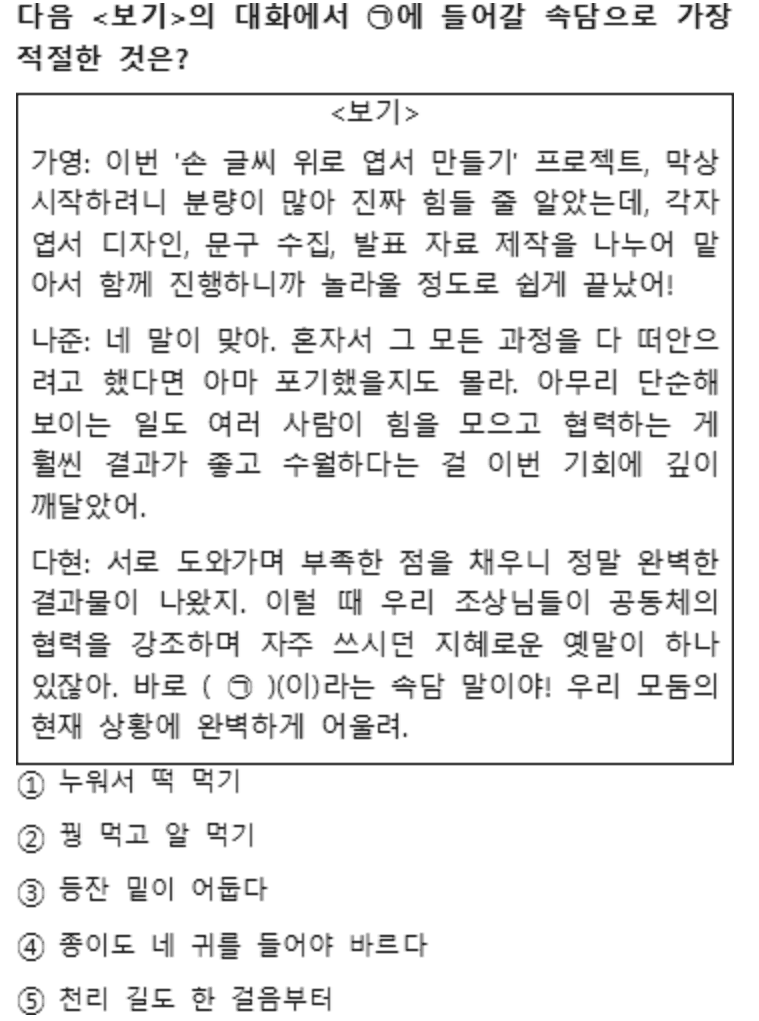 다음 <보기>의 대화에서 ㉠에 들어갈 속담으로 가장
적절한 것은?
<보기>
가영: 이번 '손 글씨 위로 엽서 만들기' 프로젝트, 막상
시작하려니 분량이 많아 진짜 힘들 줄 알았는데, 각자
엽서 디자인, 문구 수집, 발표 자료 제작을 나누어 맡
아서 함께 진행하니까 놀라울 정도로 쉽게 끝났어!
나준: 네 말이 맞아. 혼자서 그 모든 과정을 다 떠안으
려고 했다면 아마 포기했을지도 몰라. 아무리 단순해
보이는 일도 여러 사람이 힘을 모으고 협력하는 게
훨씬 결과가 좋고 수월하다는 걸 이번 기회에 깊이
깨달았어.
다현: 서로 도와가며 부족한 점을 채우니 정말 완벽한
결과물이 나왔지. 이럴 때 우리 조상님들이 공동체의
협력을 강조하며 자주 쓰시던 지혜로운 옛말이 하나
있잖아. 바로 ( ㉠ )(이)라는 속담 말이야! 우리 모둠의
현재 상황에 완벽하게 어울려.
① 누워서 떡 먹기
② 꿩 먹고 알 먹기
③ 등잔 밑이 어둡다
④ 종이도 네 귀를 들어야 바르다
⑤ 천리 길도 한 걸음부터